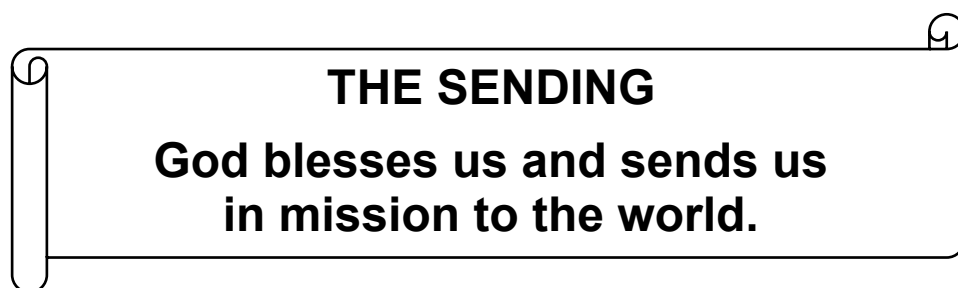 THE SENDING
God blesses us and sends us
in mission to the world.